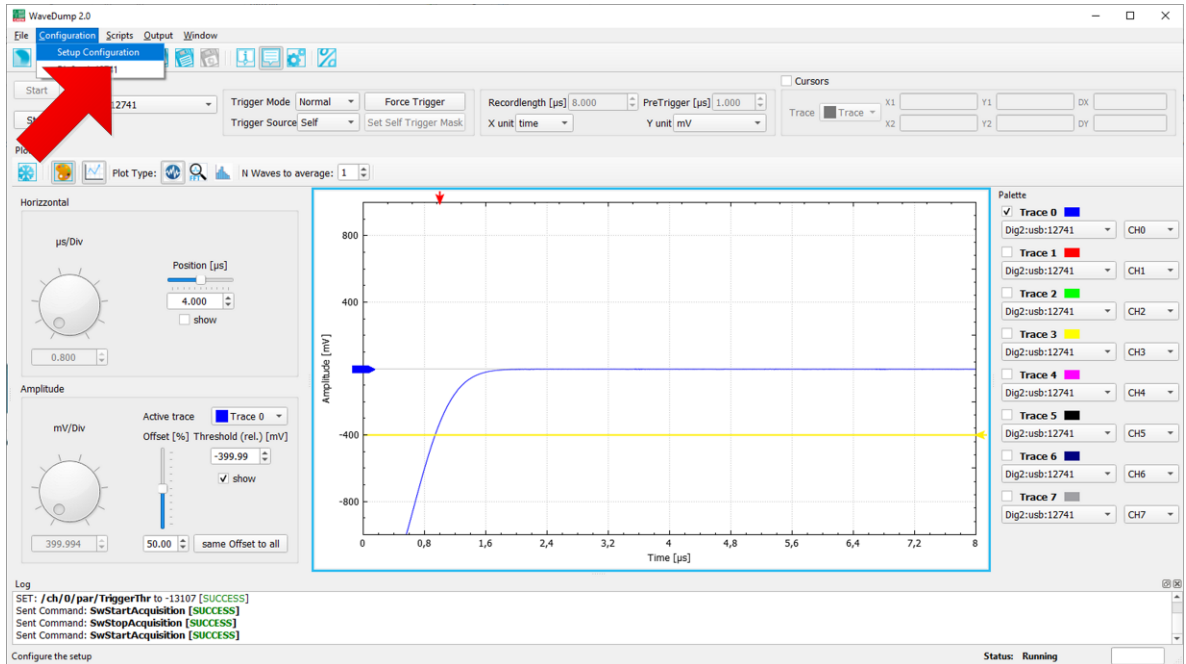 WaveDump 2.0
File Configuration Scripts Output Window
Setup Configuration
12741
Start
12741
Trigger Mode Normal Force Trigger
Trigger Source Self Set Self Trigger Mask
Recordlength [µs] 8.000 PreTrigger [µs] 1.000
X unit time Y unit mV
Cursors
Trace Trace X1 Y1 DX
X2 Y2 DY
Plot Type: N Waves to average: 1
Horizzontal
µs/Div
Position [µs]
4.000
show
0.800
Amplitude
mV/Div
Active trace Trace 0
Offset [%] Threshold (rel.) [mV]
-399.99
show
399.994
50.00 same Offset to all
Amplitude [mV]
800
400
0
-400
-800
0 0,8 1,6 2,4 3,2 4 4,8 5,6 6,4 7,2 8
Time [µs]
Palette
Trace 0
Dig2:usb:12741 CH0
Trace 1
Dig2:usb:12741 CH1
Trace 2
Dig2:usb:12741 CH2
Trace 3
Dig2:usb:12741 CH3
Trace 4
Dig2:usb:12741 CH4
Trace 5
Dig2:usb:12741 CH5
Trace 6
Dig2:usb:12741 CH6
Trace 7
Dig2:usb:12741 CH7
Log
SET: /ch/0/par/TriggerThr to -13107 [SUCCESS]
Sent Command: SwStartAcquisition [SUCCESS]
Sent Command: SwStopAcquisition [SUCCESS]
Sent Command: SwStartAcquisition [SUCCESS]
Configure the setup
Status: Running